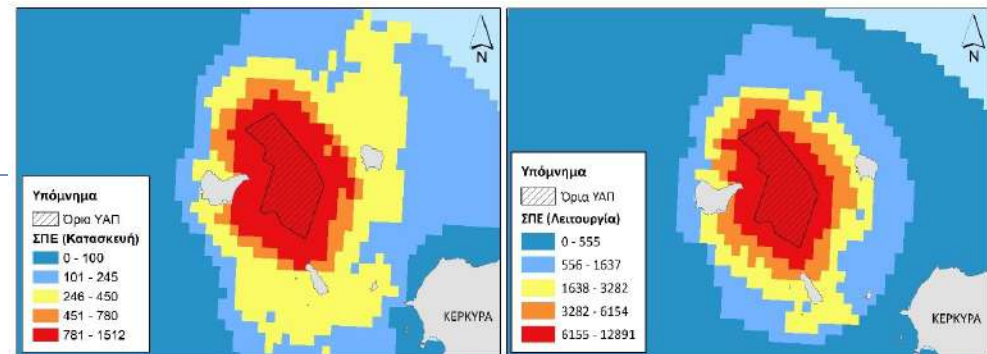 N
Υπόμνημα
Όρια ΥΑΠ
ΣΠΕ (Κατασκευή)
0 - 100
101 - 245
246 - 450
451 - 780
781 - 1512
ΚΕΡΚΥΡΑ
N
Υπόμνημα
Όρια ΥΑΠ
ΣΠΕ (Λειτουργία)
0 - 555
556 - 1637
1638 - 3282
3282 - 6154
6155 - 12891
ΚΕΡΚΥΡΑ